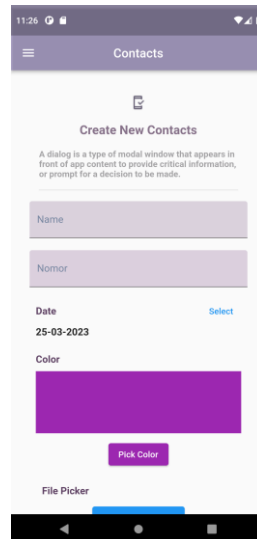 11:26
Contacts
Create New Contacts
A dialog is a type of modal window that appears in
front of app content to provide critical information,
or prompt for a decision to be made.
Name
Nomor
Date Select
25-03-2023
Color
Pick Color
File Picker